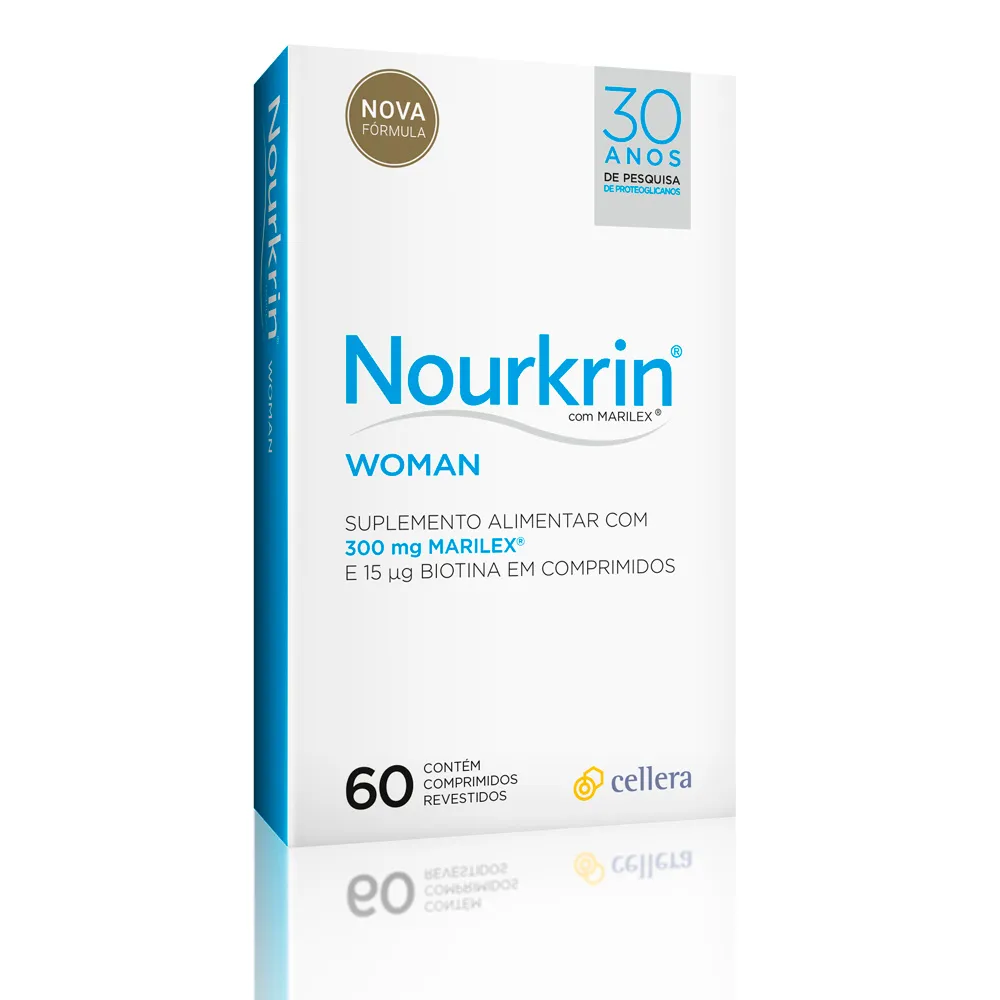 NOVA
FÓRMULA
30
ANOS
DE PESQUISA
DE PROTEOGLICANOS
Nourkrin®
WOMAN
Nourkrin®
com MARILEX®
WOMAN
SUPLEMENTO ALIMENTAR COM
300 mg MARILEX®
E 15 µg BIOTINA EM COMPRIMIDOS
60
CONTÉM
COMPRIMIDOS
REVESTIDOS
cellera